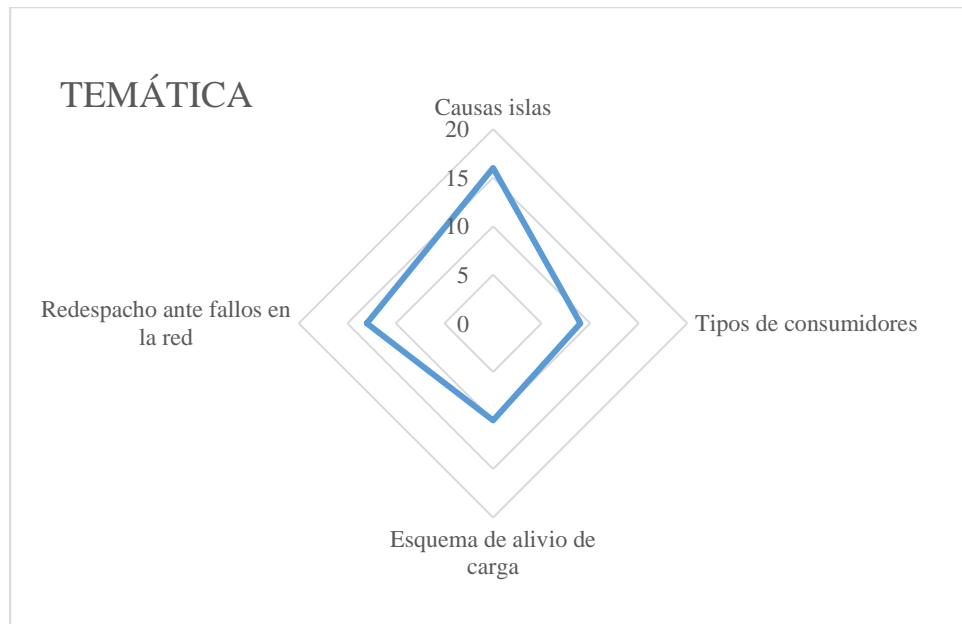 TEMÁTICA
Causas islas
20
15
10
5
0
Redespacho ante fallos en
la red
Tipos de consumidores
Esquema de alivio de
carga